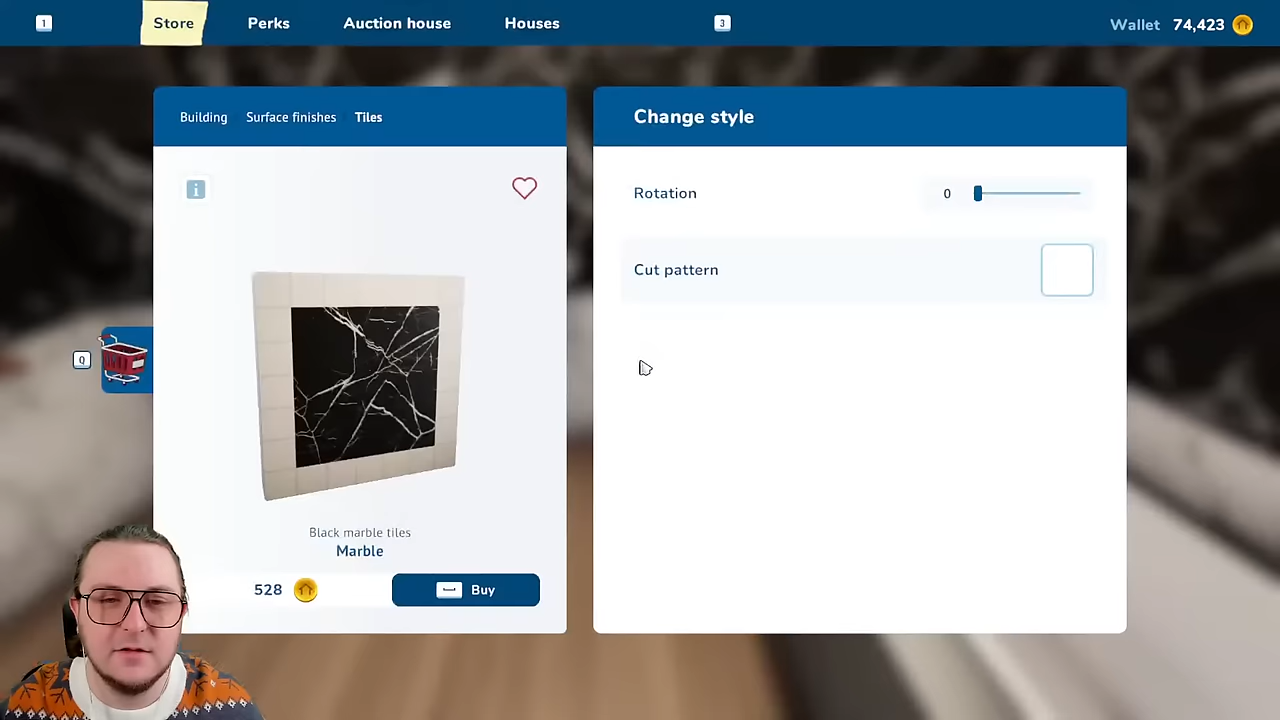 1 Store Perks Auction house Houses 3 Wallet 74,423
Building Surface finishes Tiles
Change style
i
Rotation 0
Cut pattern
Q
Black marble tiles
Marble
528 Buy